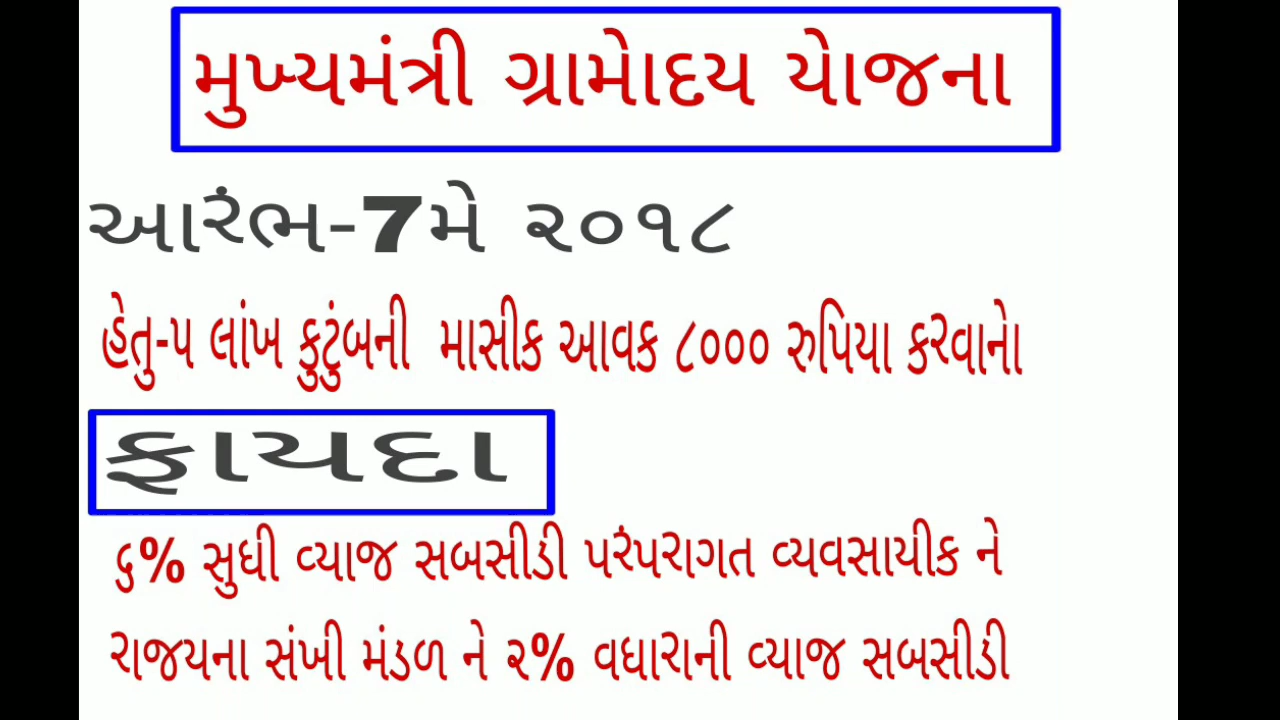 મુખ્યમંત્રી ગ્રામોદય યોજના
આરંભ-7મે ૨૦૧૮
હેતુ-૫ લાંખ કુટુંબની માસીક આવક ૮૦૦૦ રુપિયા કરવાનો
ફાયદા
૬% સુધી વ્યાજ સબસીડી પરંપરાગત વ્યવસાયીક ને
રાજયના સંખી મંડળ ને ૨% વધારાની વ્યાજ સબસીડી